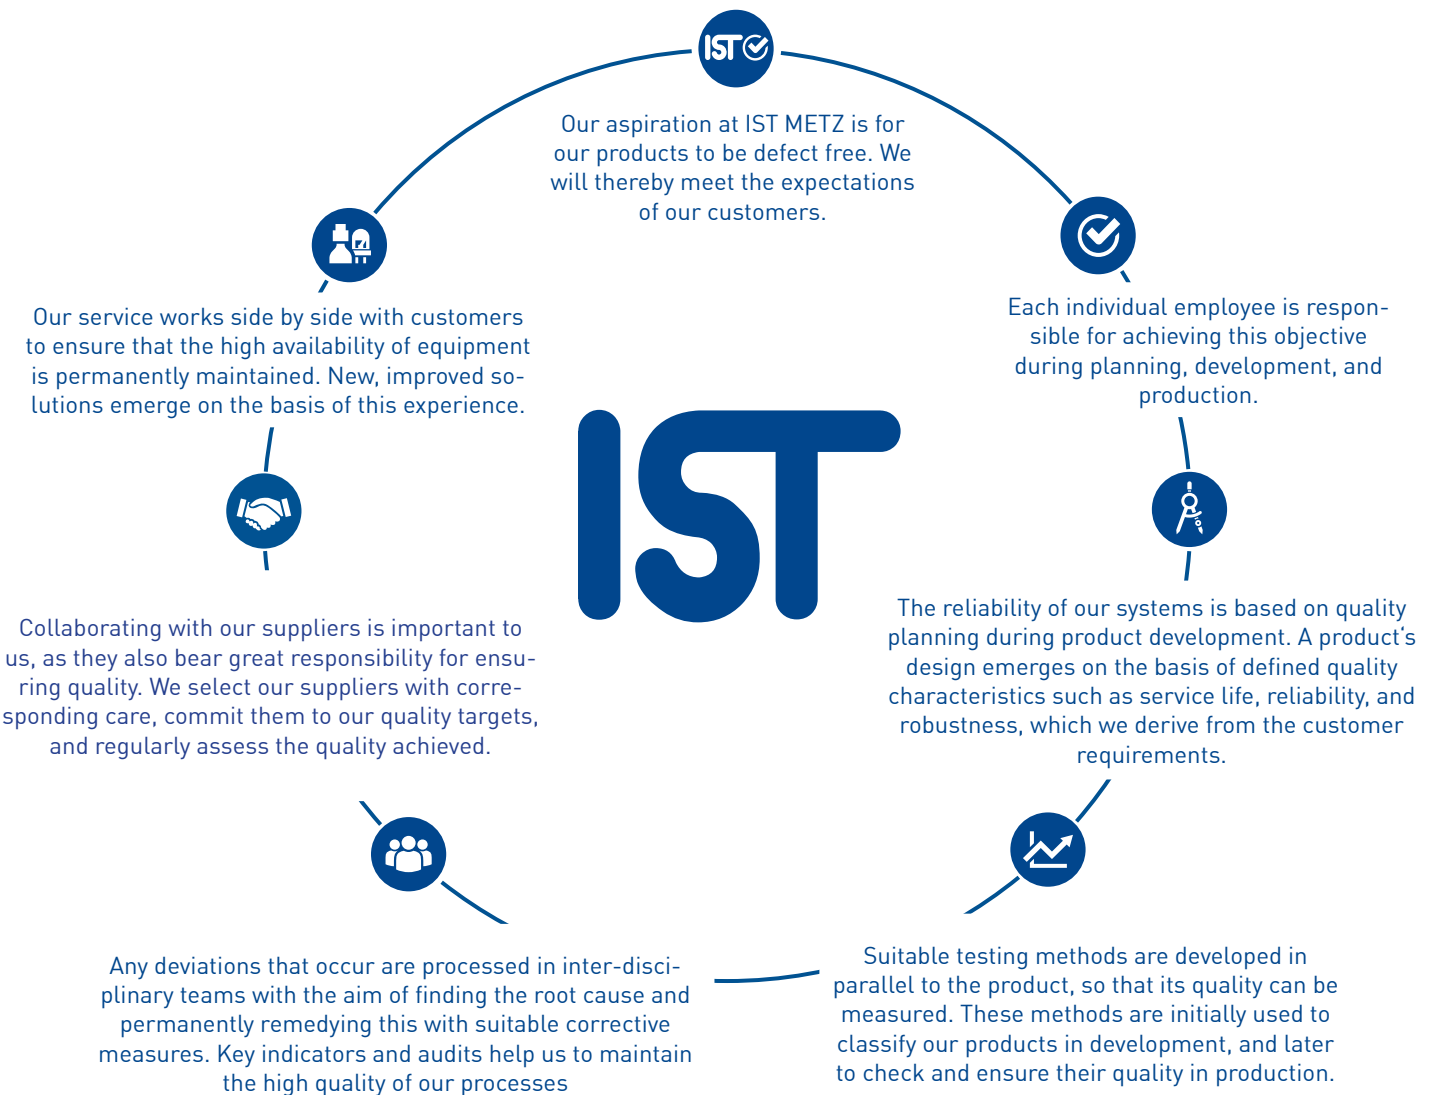 IST
Our aspiration at IST METZ is for
our products to be defect free. We
will thereby meet the expectations
of our customers.
Each individual employee is respon-
sible for achieving this objective
during planning, development, and
production.
The reliability of our systems is based on quality
planning during product development. A product‘s
design emerges on the basis of defined quality
characteristics such as service life, reliability, and
robustness, which we derive from the customer
requirements.
Suitable testing methods are developed in
parallel to the product, so that its quality can be
measured. These methods are initially used to
classify our products in development, and later
to check and ensure their quality in production.
Any deviations that occur are processed in inter-disci-
plinary teams with the aim of finding the root cause and
permanently remedying this with suitable corrective
measures. Key indicators and audits help us to maintain
the high quality of our processes
Collaborating with our suppliers is important to
us, as they also bear great responsibility for ensu-
ring quality. We select our suppliers with corre-
sponding care, commit them to our quality targets,
and regularly assess the quality achieved.
Our service works side by side with customers
to ensure that the high availability of equipment
is permanently maintained. New, improved so-
lutions emerge on the basis of this experience.
IST